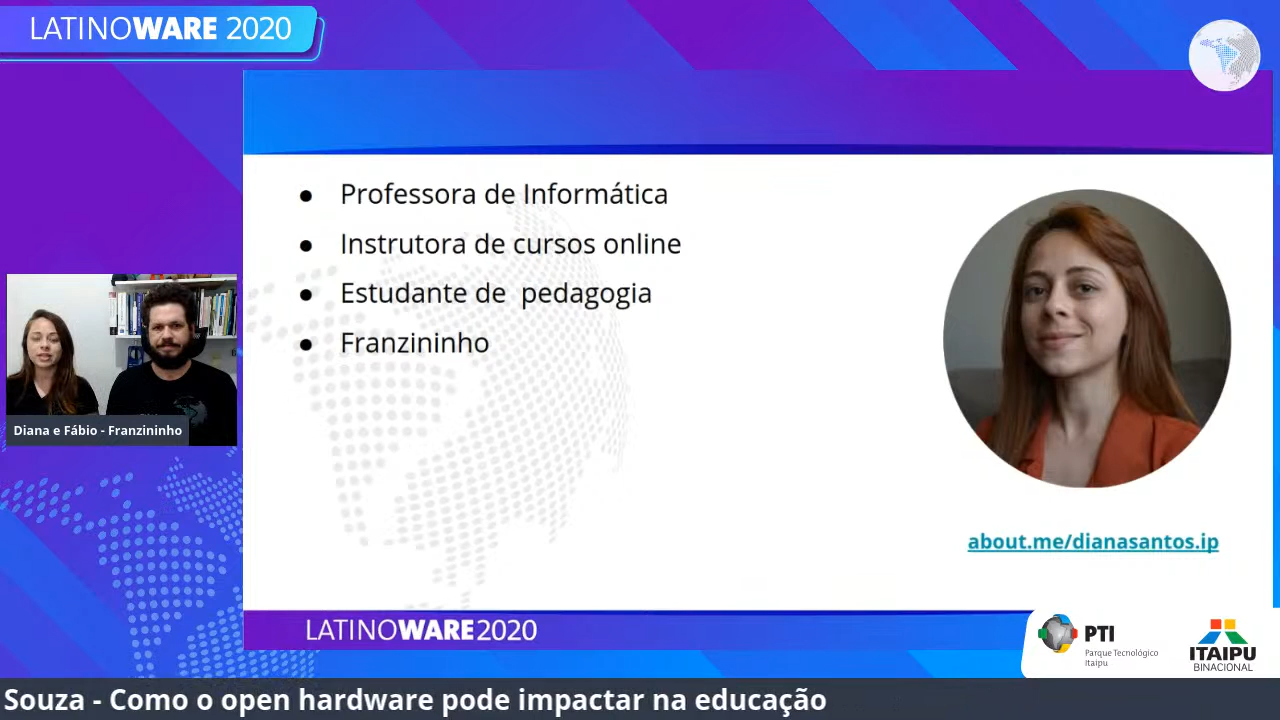 LATINOWARE 2020
Professora de Informática
Instrutora de cursos online
Estudante de pedagogia
Franzininho
Diana e Fábio - Franzininho
about.me/dianasantos.ip
LATINOWARE2020
PTI
Parque Tecnológico
Itaipu
ITAIPU
BINACIONAL
Souza - Como o open hardware pode impactar na educação